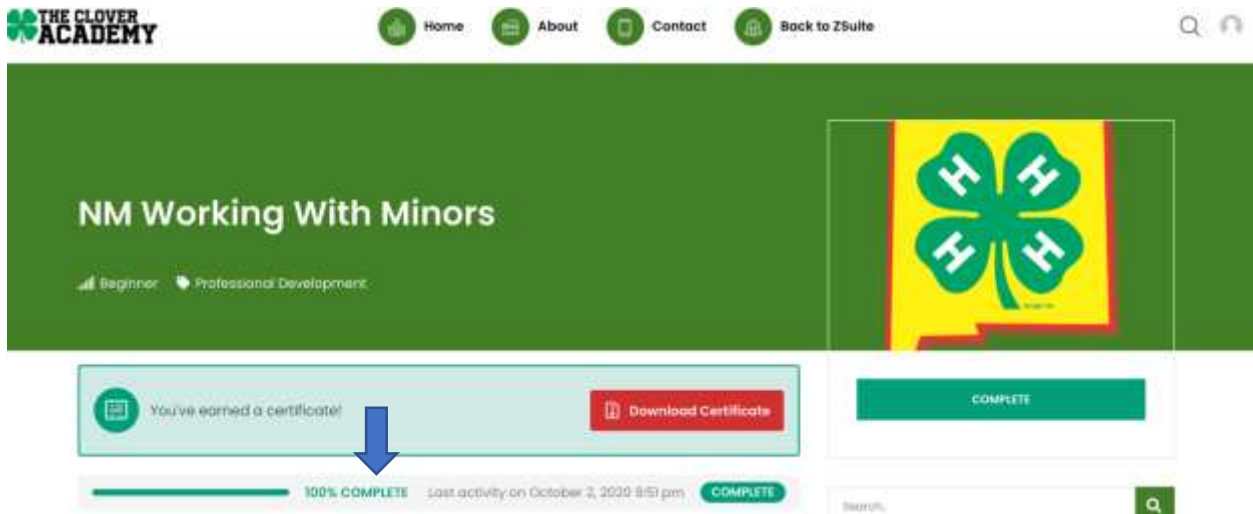 THE CLOVER
ACADEMY
Home
About
Contact
Back to ZSuite
NM Working With Minors
Beginner
Professional Development
H H
H H
You've earned a certificate!
Download Certificate
COMPLETE
100% COMPLETE
Last activity on October 2, 2020 8:51 pm
COMPLETE
Search.